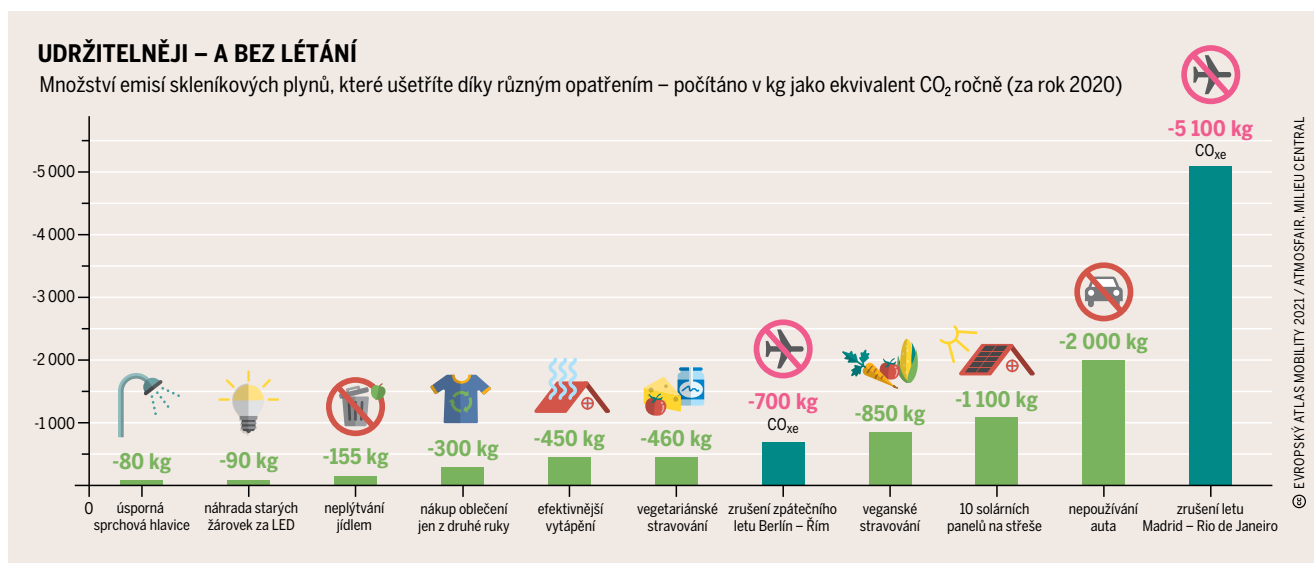 UDRŽITELNĚJI – A BEZ LÉTÁNÍ
Množství emisí skleníkových plynů, které ušetříte díky různým opatřením – počítáno v kg jako ekvivalent CO₂ ročně (za rok 2020)
-5 000
-4 000
-3 000
-2 000
-1 000
0
-80 kg
-90 kg
-155 kg
-300 kg
-450 kg
-460 kg
-700 kg
COxe
-850 kg
-1 100 kg
-2 000 kg
-5 100 kg
COxe
úsporná
sprchová hlavice
náhrada starých
žárovek za LED
neplýtvání
jídlem
nákup oblečení
jen z druhé ruky
efektivnější
vytápění
vegetariánské
stravování
zrušení zpátečního
letu Berlín – Řím
veganské
stravování
10 solárních
panelů na střeše
nepoužívání
auta
zrušení letu
Madrid – Rio de Janeiro
EVROPSKÝ ATLAS MOBILITY 2021 / ATMOSFAIR, MILIEU CENTRAL